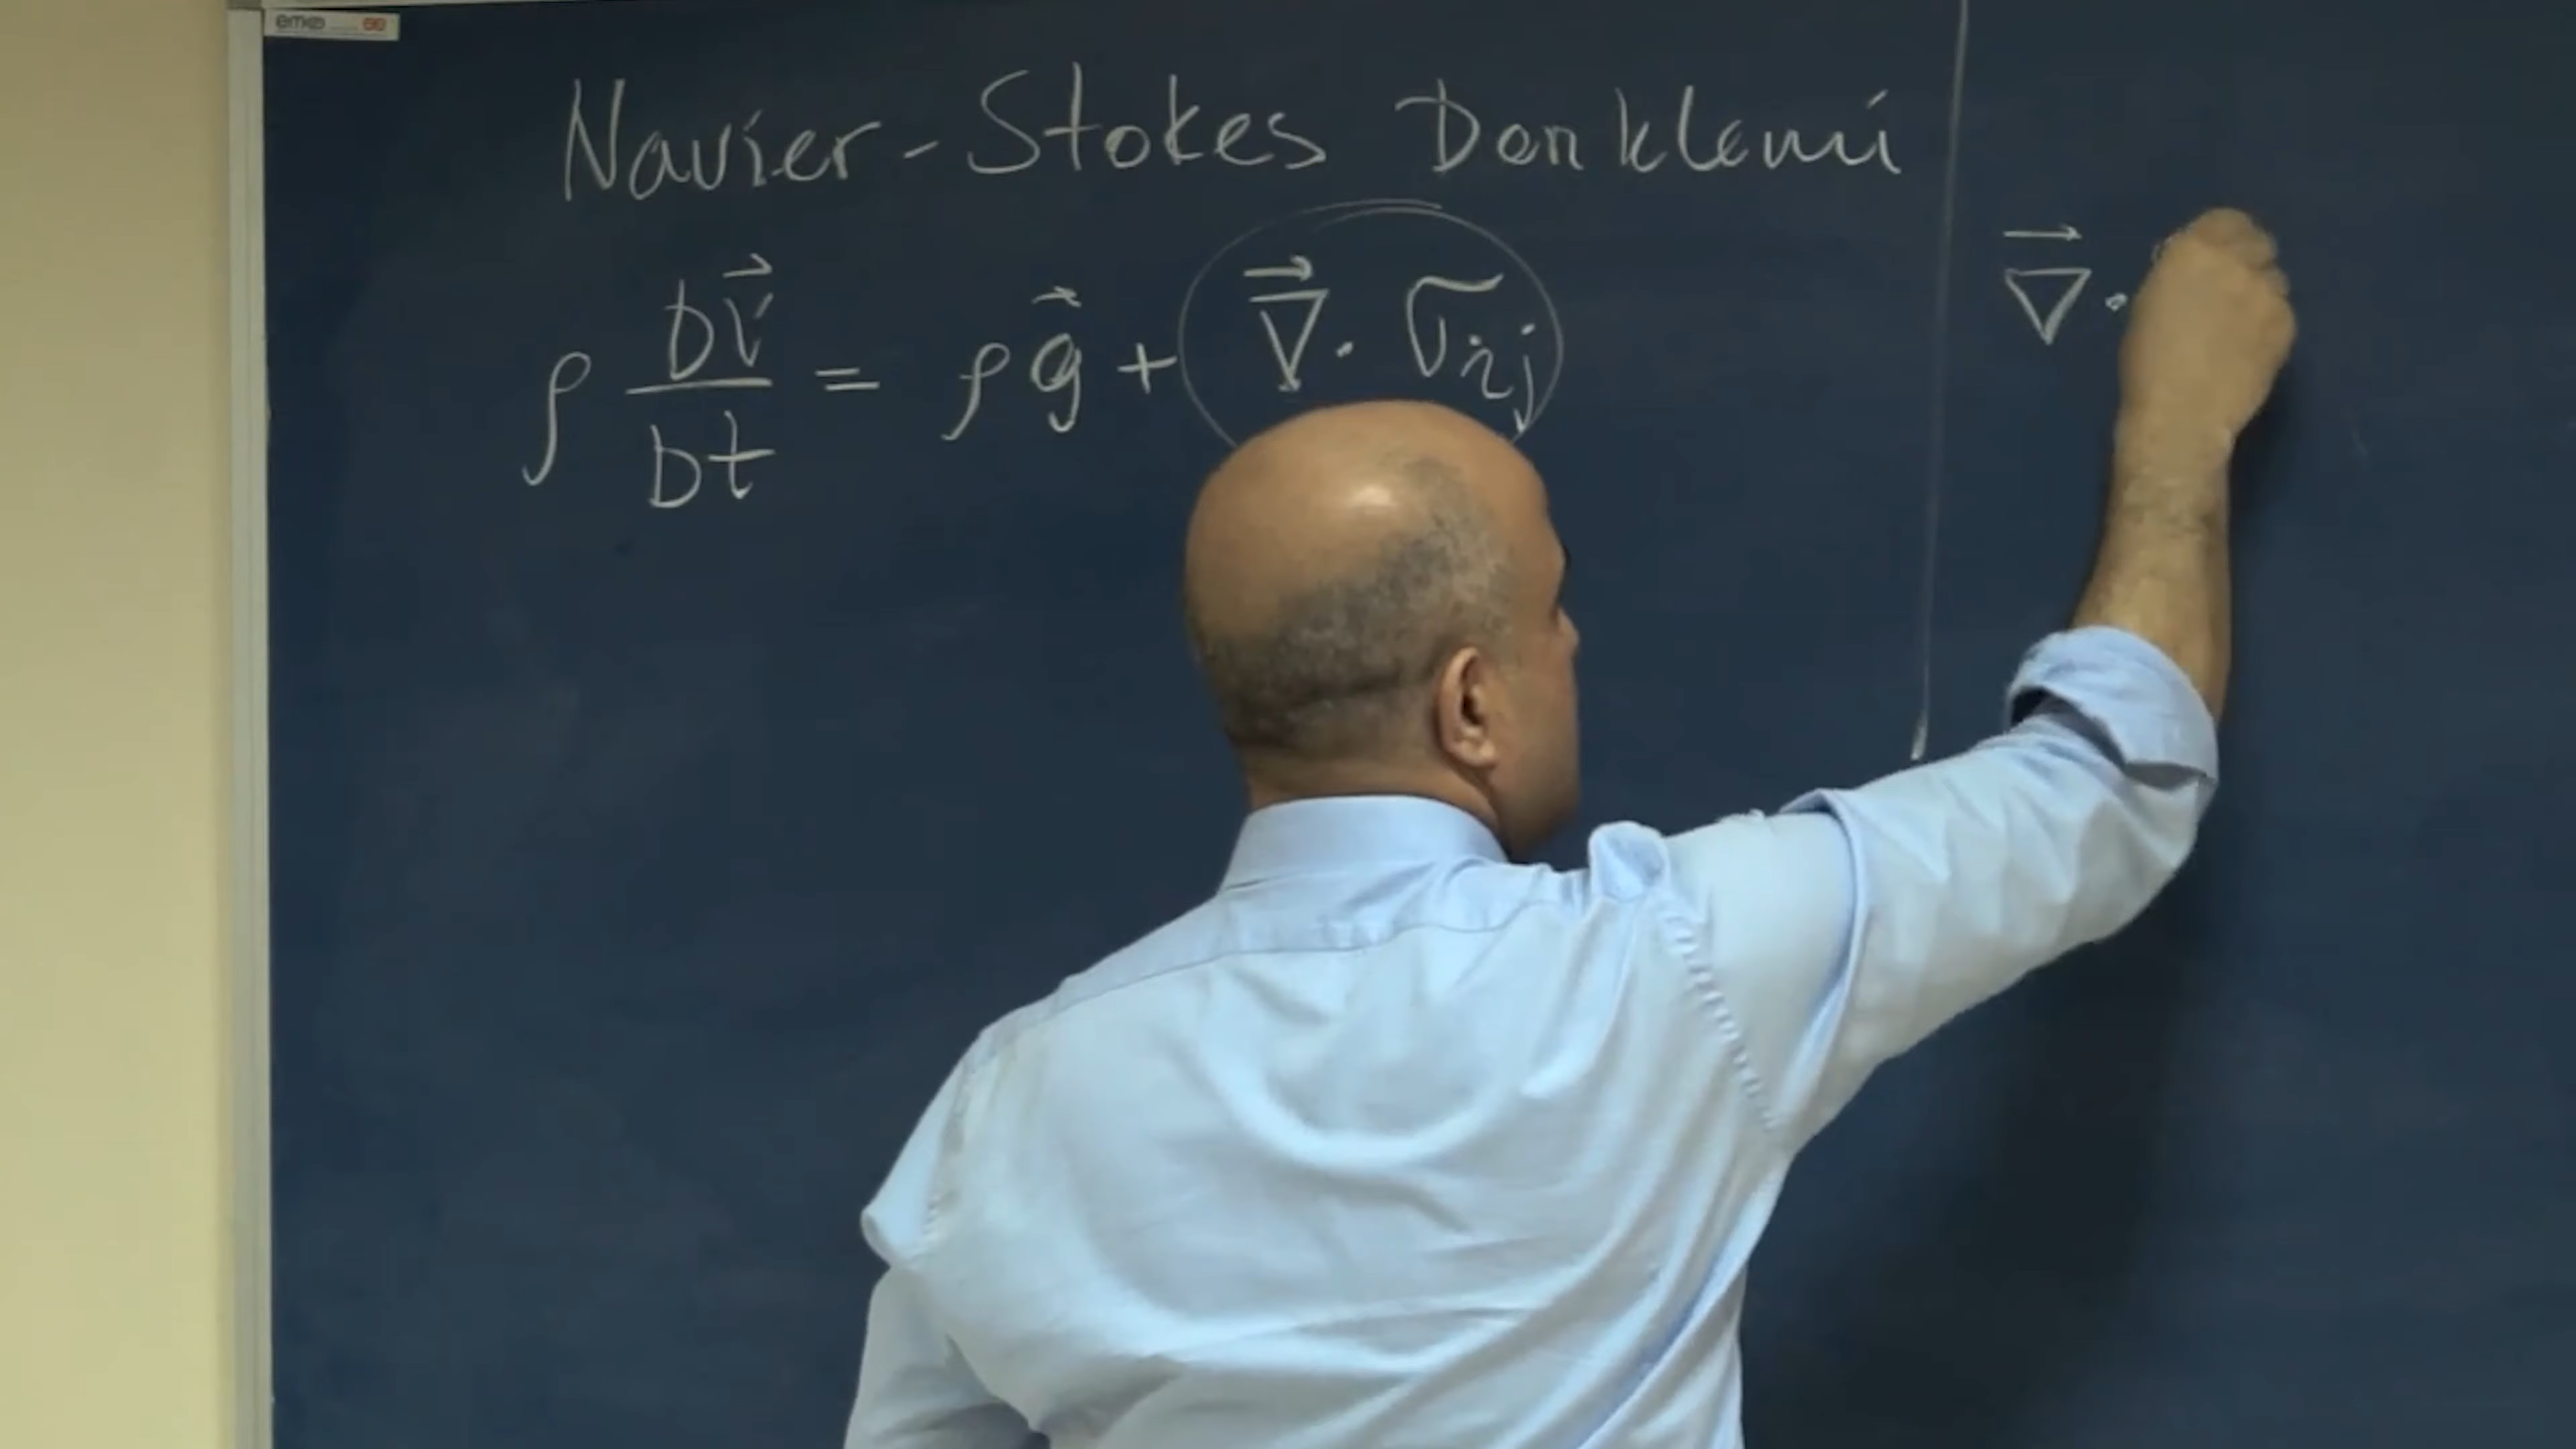 Navier-Stokes Denklemi
ρ DV⃗/Dt = ρg⃗ + ∇⃗ · σij
∇⃗ ·